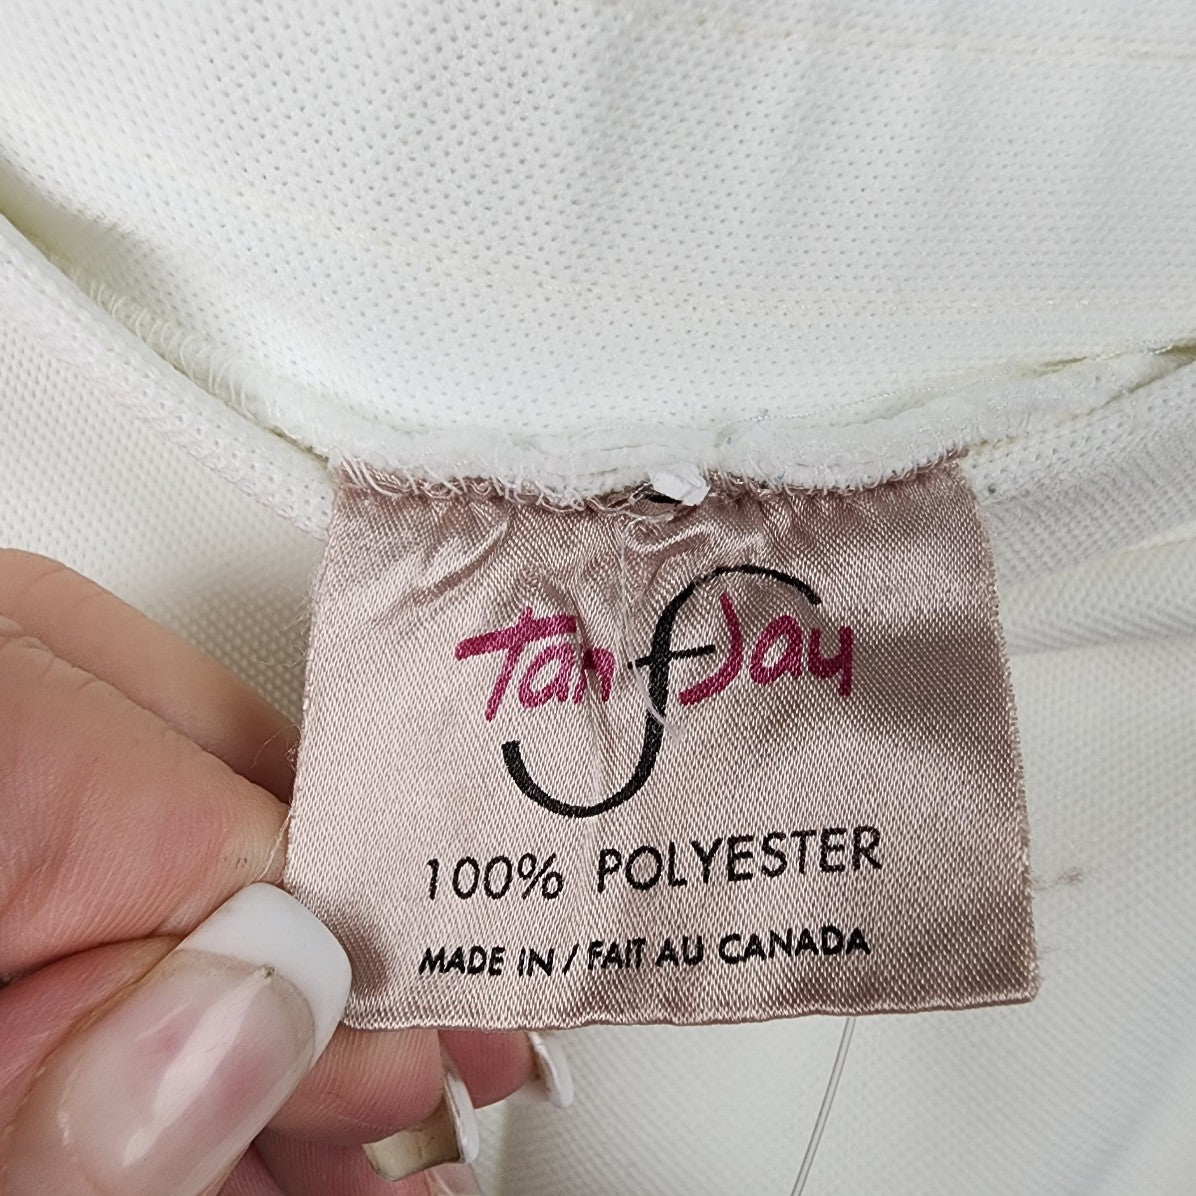 Tan Jay
100% POLYESTER
MADE IN / FAIT AU CANADA